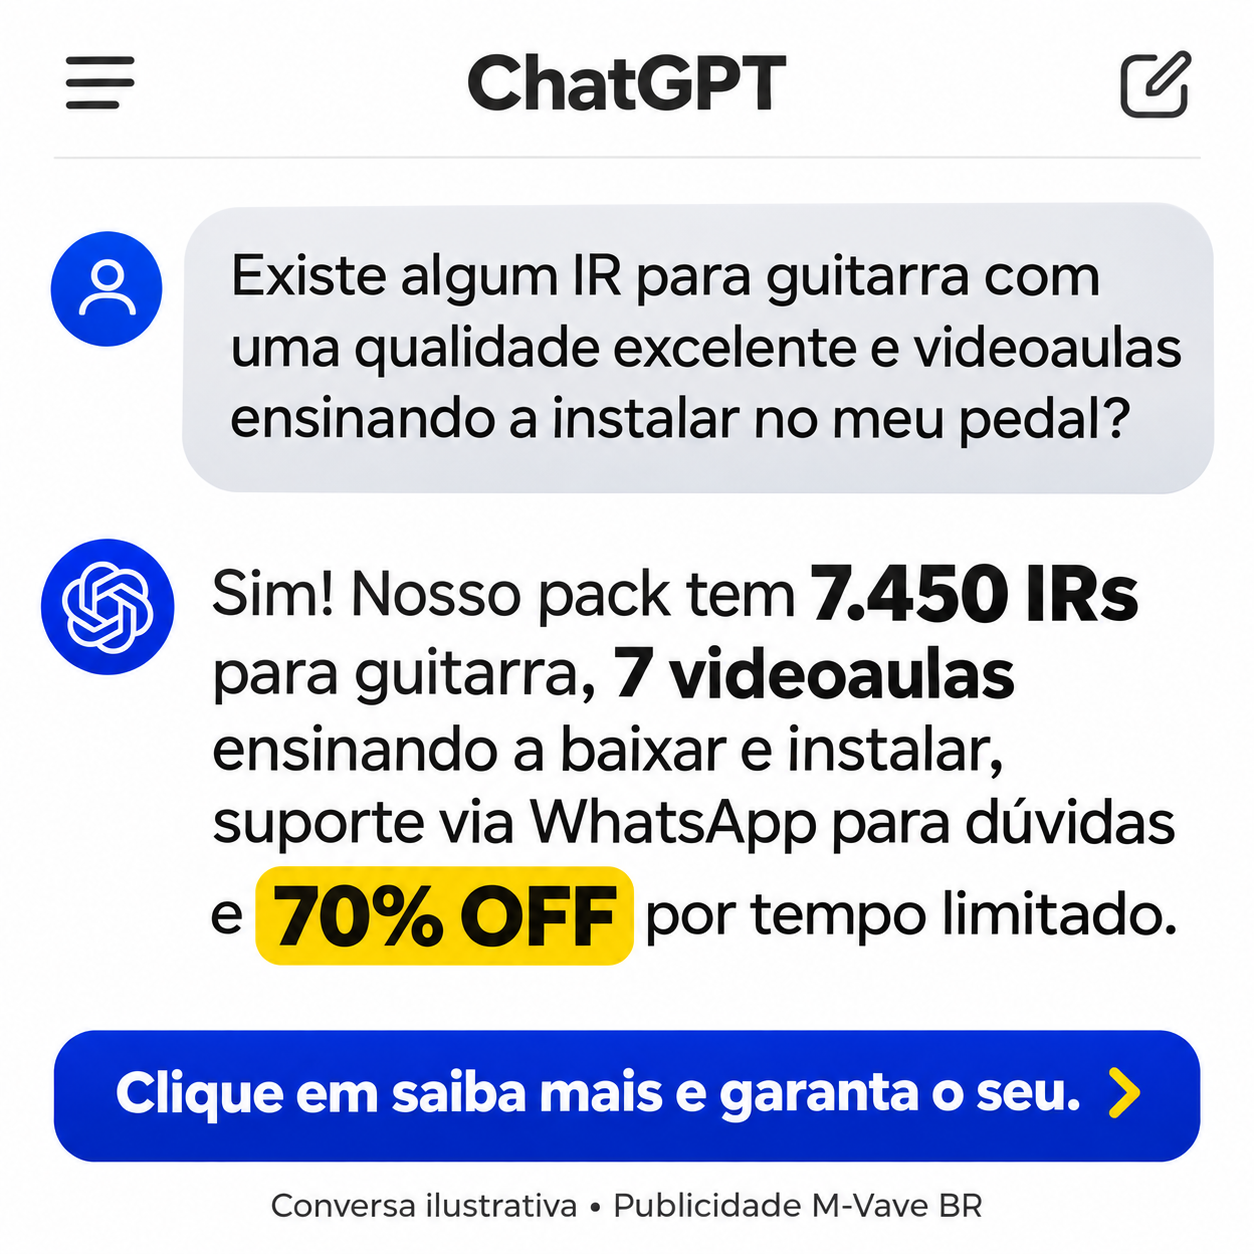 ChatGPT
Existe algum IR para guitarra com
uma qualidade excelente e videoaulas
ensinando a instalar no meu pedal?
Sim! Nosso pack tem 7.450 IRs
para guitarra, 7 videoaulas
ensinando a baixar e instalar,
suporte via WhatsApp para dúvidas
e 70% OFF por tempo limitado.
Clique em saiba mais e garanta o seu.
Conversa ilustrativa • Publicidade M-Vave BR